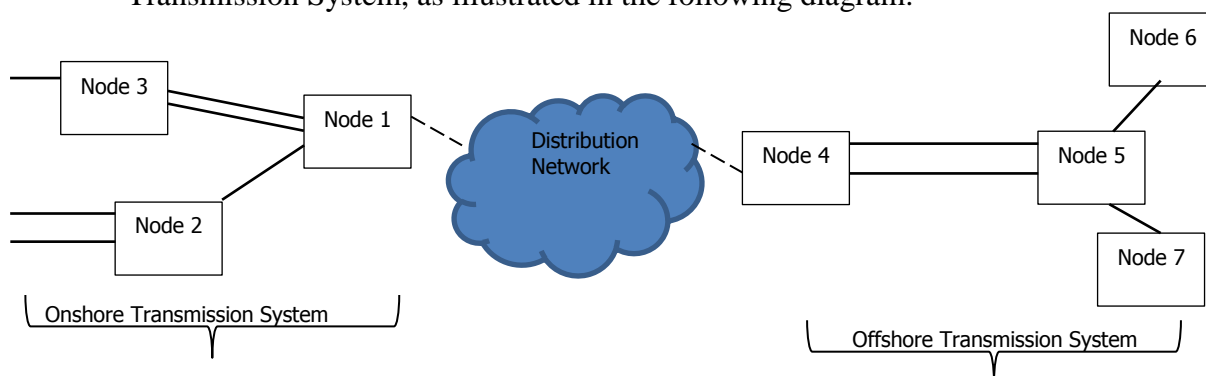 Transmission System, as illustrated in the following diagram.
Node 6
Node 3
Node 1
Distribution
Network
Node 4
Node 5
Node 2
Node 7
Onshore Transmission System
Offshore Transmission System